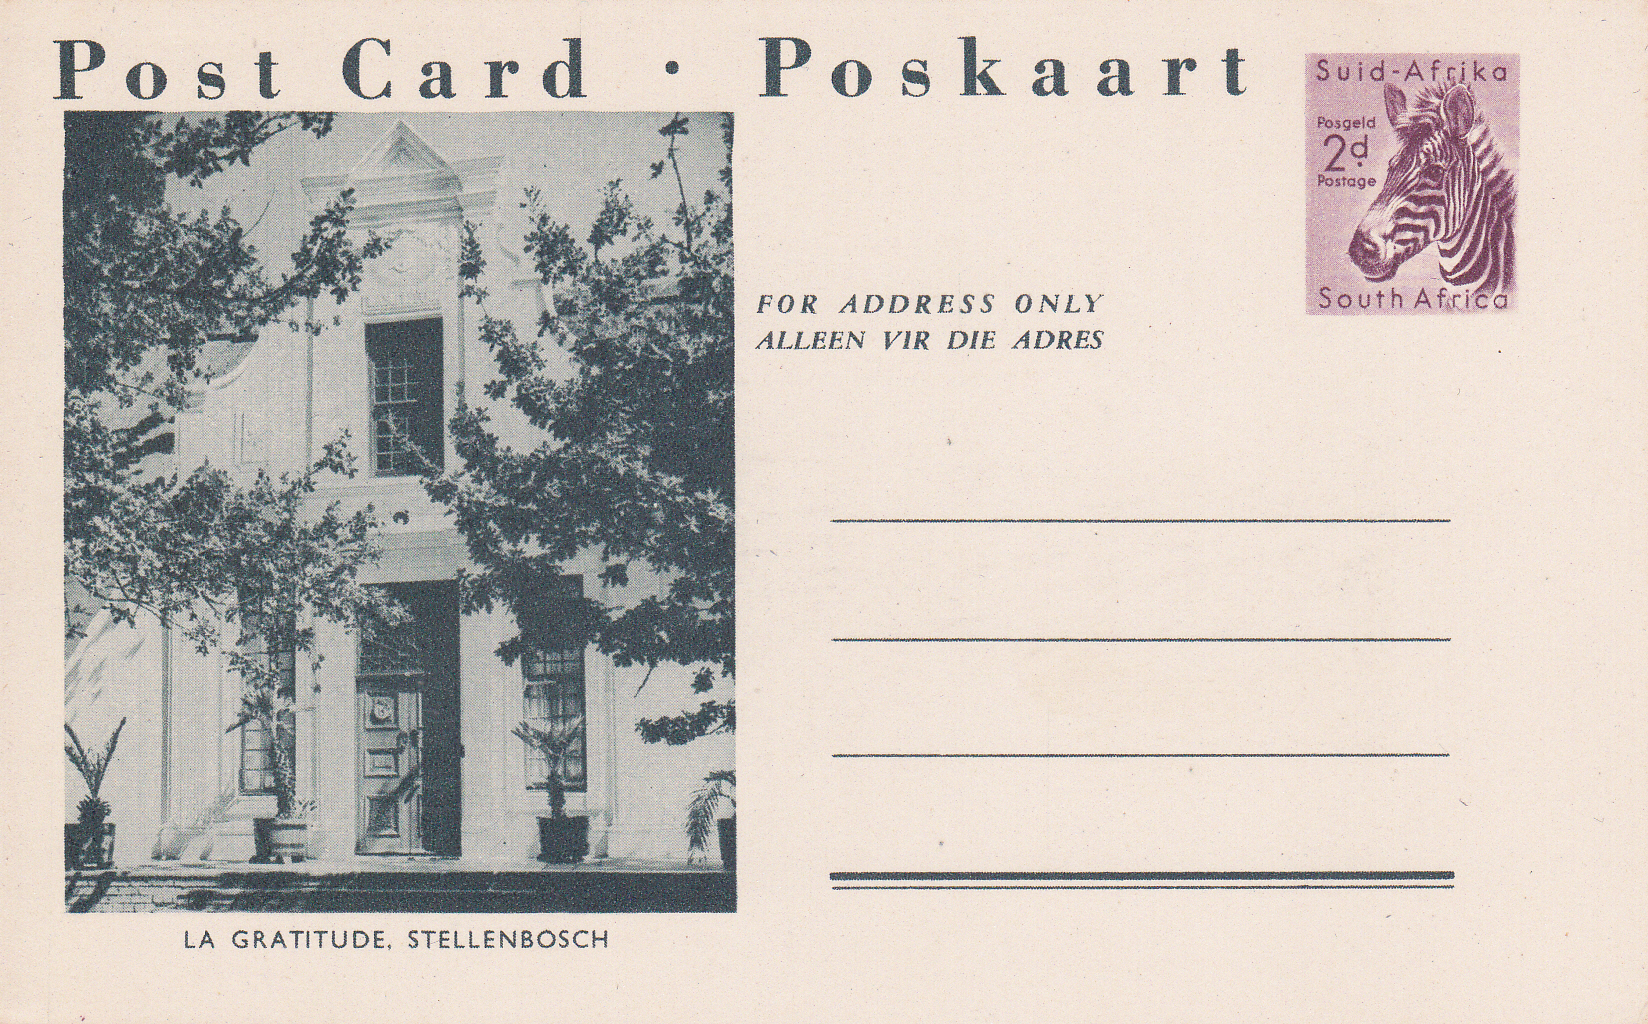 Post Card · Poskaart
Suid-Afrika
Posgeld
2d.
Postage
South Africa
FOR ADDRESS ONLY
ALLEEN VIR DIE ADRES
LA GRATITUDE, STELLENBOSCH